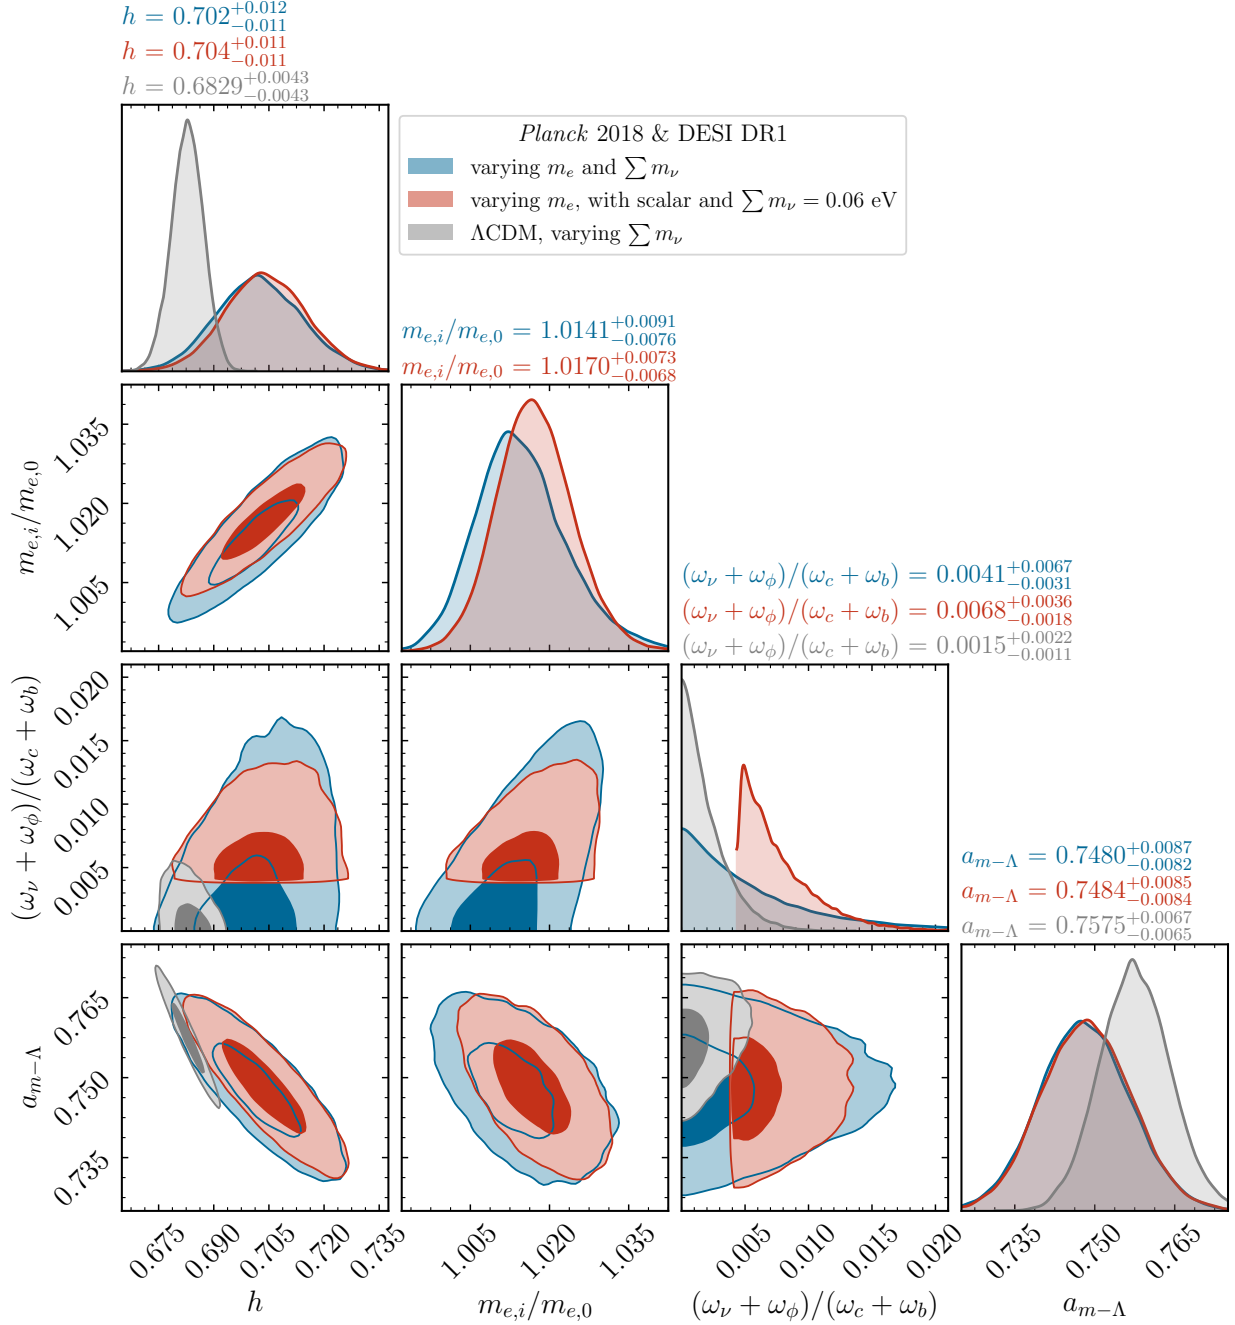 h = 0.702^{+0.012}_{-0.011}
h = 0.704^{+0.011}_{-0.011}
h = 0.6829^{+0.0043}_{-0.0043}
Planck 2018 & DESI DR1
varying m_e and ∑ m_ν
varying m_e, with scalar and ∑ m_ν = 0.06 eV
ΛCDM, varying ∑ m_ν
m_{e,i}/m_{e,0} = 1.0141^{+0.0091}_{-0.0076}
m_{e,i}/m_{e,0} = 1.0170^{+0.0073}_{-0.0068}
m_{e,i}/m_{e,0}
1.035
1.020
1.005
(ω_ν + ω_ϕ)/(ω_c + ω_b) = 0.0041^{+0.0067}_{-0.0031}
(ω_ν + ω_ϕ)/(ω_c + ω_b) = 0.0068^{+0.0036}_{-0.0018}
(ω_ν + ω_ϕ)/(ω_c + ω_b) = 0.0015^{+0.0022}_{-0.0011}
(ω_ν + ω_ϕ)/(ω_c + ω_b)
0.020
0.015
0.010
0.005
a_{m−Λ} = 0.7480^{+0.0087}_{-0.0082}
a_{m−Λ} = 0.7484^{+0.0085}_{-0.0084}
a_{m−Λ} = 0.7575^{+0.0067}_{-0.0065}
a_{m−Λ}
0.765
0.750
0.735
0.675 0.690 0.705 0.720 0.735
1.005 1.035
0.005 0.010 0.015 0.020
0.735 0.750 0.765
h
m_{e,i}/m_{e,0}
(ω_ν + ω_ϕ)/(ω_c + ω_b)
a_{m−Λ}